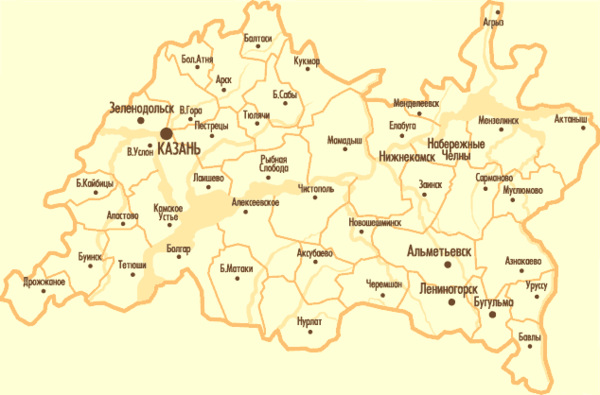 Агрыз
Балтаси
Кукмор
Бол.Атня
Арск
Б.Сабы
Менделеевск
Зеленодольск
В.Гора
Тюлячи
Пестрецы
Елабуга
Мензелинск
Актаныш
Мамадыш
КАЗАНЬ
В.Услон
Набережные
Челны
Нижнекомск
Рыбная
Слобода
Б.Кайбицы
Лаишево
Чистополь
Заинск
Сармоново
Муслюмово
Апастово
Камское
Устье
Алексеевское
Новошешминск
Болгар
Альметьевск
Буинск
Тетюши
Аксубаево
Азнакаево
Б.Матаки
Дрожжаное
Черемшан
Лениногорск
Уруссу
Бугульма
Нурлат
Бавлы